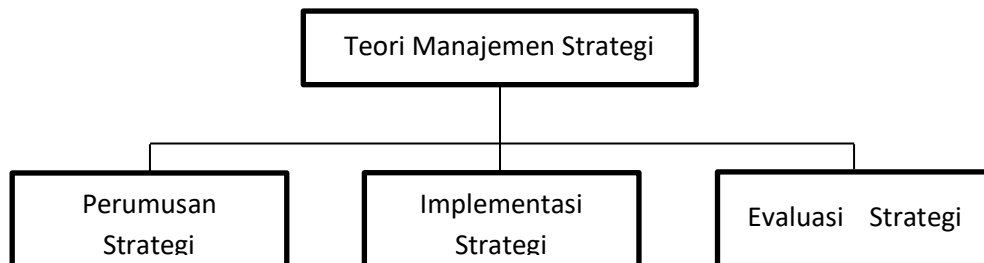 Teori Manajemen Strategi
Perumusan
Strategi
Implementasi
Strategi
Evaluasi Strategi